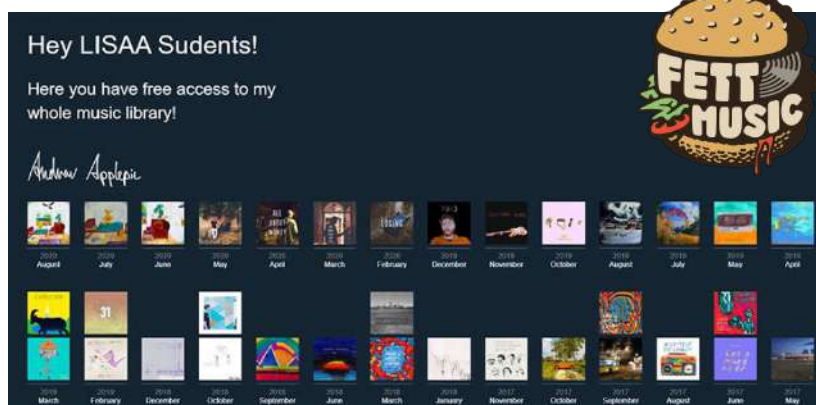 Hey LISAA Sudents!
Here you have free access to my
whole music library!
Andrew Applepie
FETT
MUSIC
2020 2020 2020 2020 2020 2020 2020 2019 2019 2019 2019 2019 2019 2019
August July June May April March February December November October August July May April
ALL
ABOUT
31
2019 2019 2018 2018 2018 2018 2018 2018 2017 2017 2017 2017 2017 2017
March February December October September June March January November October September August June May